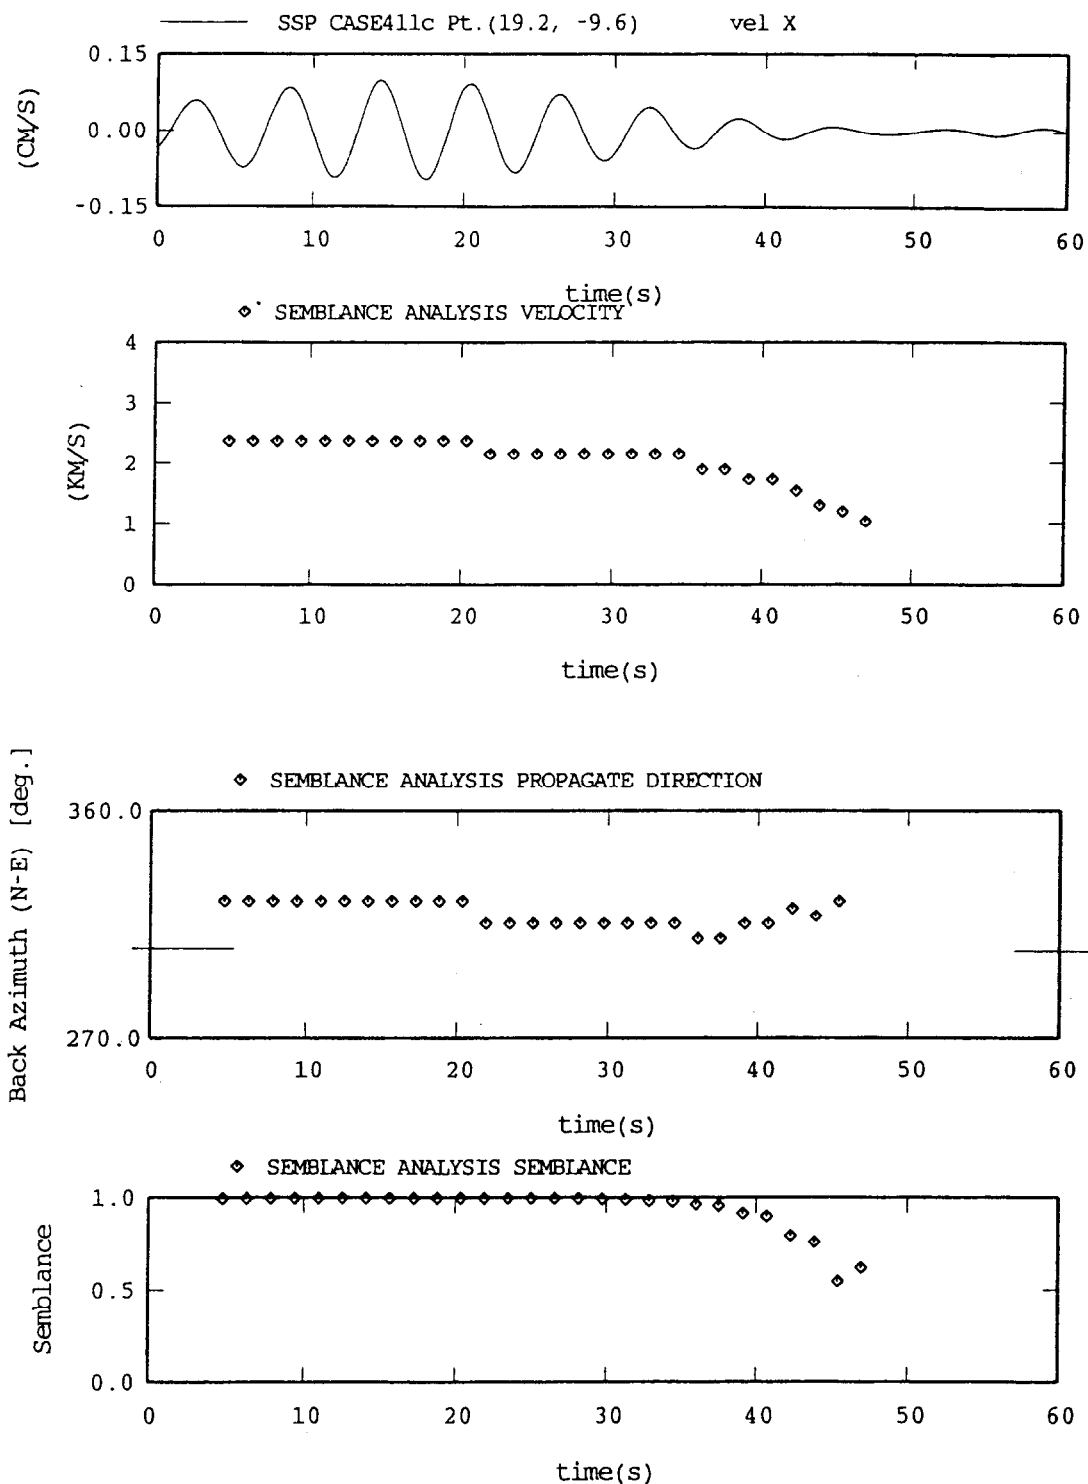 SSP CASE411c Pt.(19.2, -9.6) vel X
0.15
0.00
-0.15
(CM/S)
0 10 20 30 40 50 60
time(s)
SEMBLANCE ANALYSIS VELOCITY
4
3
2
1
0
(KM/S)
0 10 20 30 40 50 60
time(s)
SEMBLANCE ANALYSIS PROPAGATE DIRECTION
360.0
270.0
Back Azimuth (N-E) [deg.]
0 10 20 30 40 50 60
time(s)
SEMBLANCE ANALYSIS SEMBLANCE
1.0
0.5
0.0
Semblance
0 10 20 30 40 50 60
time(s)